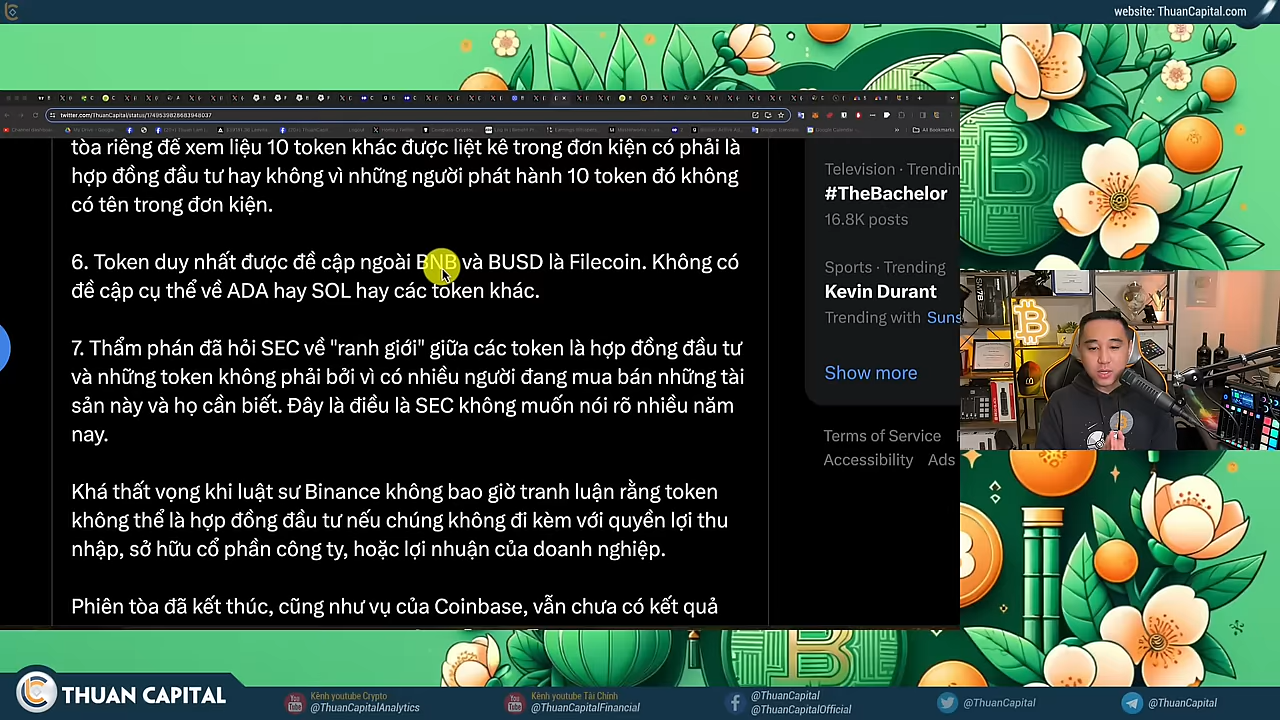 website: ThuanCapital.com
twitter.com/ThuanCapital/status/1749539828683948037
All Bookmarks
tòa riêng để xem liệu 10 token khác được liệt kê trong đơn kiện có phải là
hợp đồng đầu tư hay không vì những người phát hành 10 token đó không
có tên trong đơn kiện.
6. Token duy nhất được đề cập ngoài BNB và BUSD là Filecoin. Không có
đề cập cụ thể về ADA hay SOL hay các token khác.
7. Thẩm phán đã hỏi SEC về "ranh giới" giữa các token là hợp đồng đầu tư
và những token không phải bởi vì có nhiều người đang mua bán những tài
sản này và họ cần biết. Đây là điều là SEC không muốn nói rõ nhiều năm
nay.
Khá thất vọng khi luật sư Binance không bao giờ tranh luận rằng token
không thể là hợp đồng đầu tư nếu chúng không đi kèm với quyền lợi thu
nhập, sở hữu cổ phần công ty, hoặc lợi nhuận của doanh nghiệp.
Phiên tòa đã kết thúc, cũng như vụ của Coinbase, vẫn chưa có kết quả
Television · Trendin
#TheBachelor
16.8K posts
Sports · Trending
Kevin Durant
Trending with Suns
Show more
Terms of Service
Accessibility Ads
THUAN CAPITAL
Kênh youtube Crypto
@ThuanCapitalAnalytics
Kênh youtube Tài Chính
@ThuanCapitalFinancial
@ThuanCapital
@ThuanCapitalOfficial
@ThuanCapital
@ThuanCapital